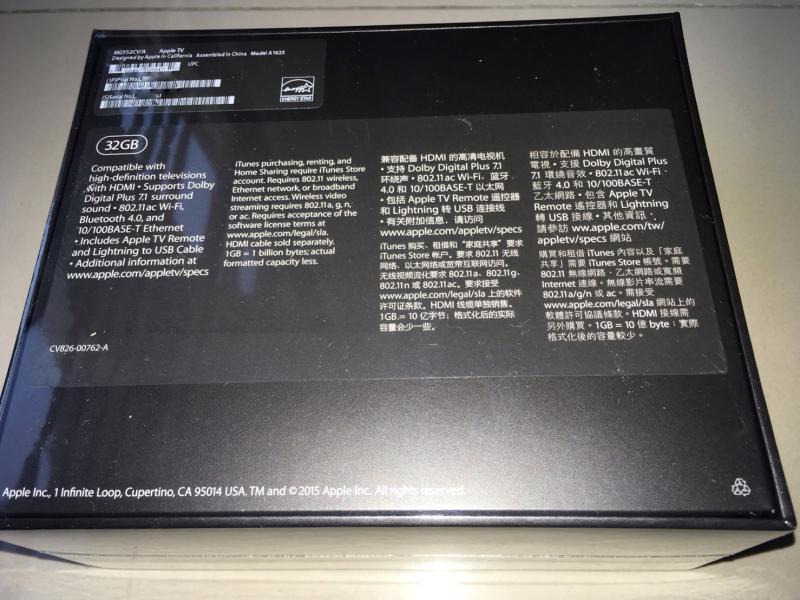 MGY52CV/A Apple TV
Designed by Apple in California Assembled in China Model A1625
UPC
ENERGY STAR
32GB
Compatible with
high-definition televisions
with HDMI • Supports Dolby
Digital Plus 7.1 surround
sound • 802.11ac Wi-Fi,
Bluetooth 4.0, and
10/100BASE-T Ethernet
• Includes Apple TV Remote
and Lightning to USB Cable
• Additional information at
www.apple.com/appletv/specs
iTunes purchasing, renting, and
Home Sharing require iTunes Store
account. Requires 802.11 wireless,
Ethernet network, or broadband
Internet access. Wireless video
streaming requires 802.11a, g, n,
or ac. Requires acceptance of the
software license terms at
www.apple.com/legal/sla.
HDMI cable sold separately.
1GB = 1 billion bytes; actual
formatted capacity less.
兼容配备 HDMI 的高清电视机
• 支持 Dolby Digital Plus 7.1
环绕声 • 802.11ac Wi-Fi、蓝牙
4.0 和 10/100BASE-T 以太网
• 包括 Apple TV Remote 遥控器
和 Lightning 转 USB 连接线
• 有关附加信息，请访问
www.apple.com/appletv/specs
iTunes 购买、租借和“家庭共享”要求
iTunes Store 帐户。要求 802.11 无线
网络、以太网络或宽带互联网访问。
无线视频流化要求 802.11a、802.11g、
802.11n 或 802.11ac。要求接受
www.apple.com/legal/sla 上的软件
许可证条款。HDMI 线缆单独销售。
1GB = 10 亿字节；格式化后的实际
容量会少一些。
相容於配備 HDMI 的高畫質
電視 • 支援 Dolby Digital Plus
7.1 環繞音效 • 802.11ac Wi-Fi、
藍牙 4.0 和 10/100BASE-T
乙太網路 • 包含 Apple TV
Remote 遙控器和 Lightning
轉 USB 接線 • 其他資訊，
請參訪 www.apple.com/tw/
appletv/specs 網站
購買和租借 iTunes 內容以及「家庭
共享」需要 iTunes Store 帳號。需要
802.11 無線網路、乙太網路或寬頻
Internet 連線。無線影片串流需要
802.11a/g/n 或 ac。需接受
www.apple.com/legal/sla 網站上的
軟體許可協議條款。HDMI 接線需
另外購買。1GB = 10 億 byte；實際
格式化後的容量較少。
CV826-00762-A
Apple Inc., 1 Infinite Loop, Cupertino, CA 95014 USA. TM and © 2015 Apple Inc. All rights reserved.